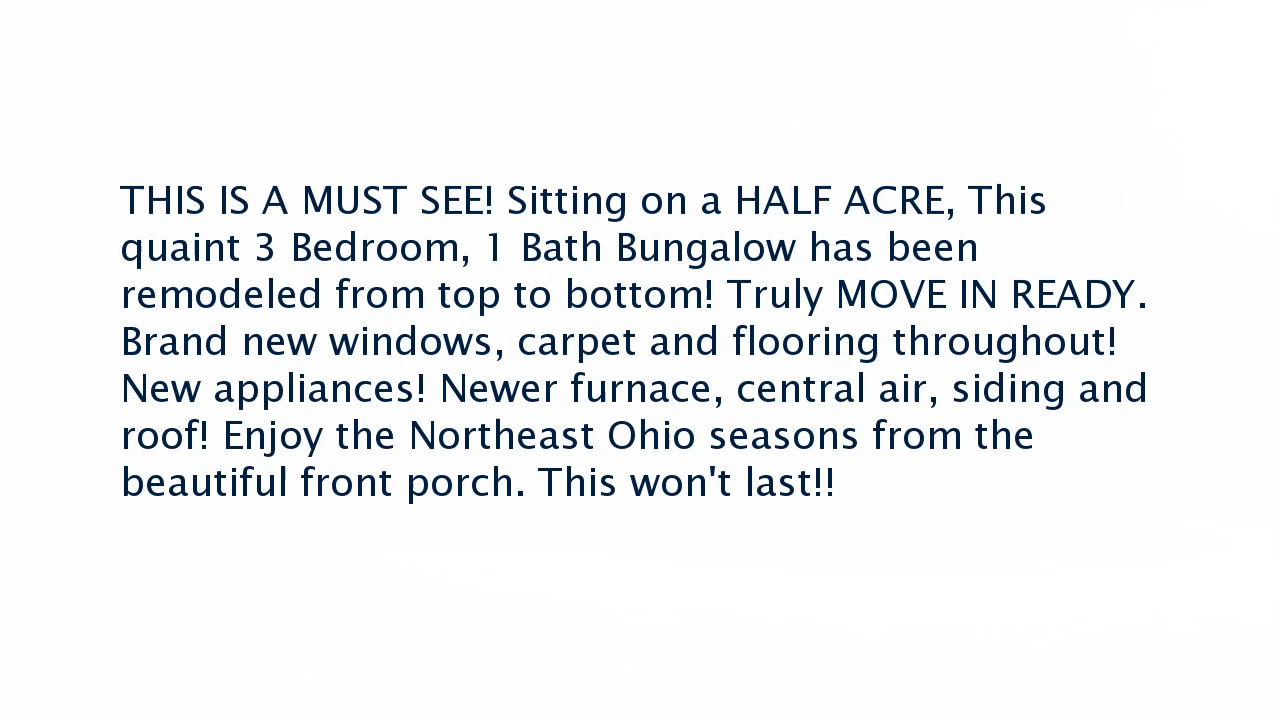 THIS IS A MUST SEE! Sitting on a HALF ACRE, This
quaint 3 Bedroom, 1 Bath Bungalow has been
remodeled from top to bottom! Truly MOVE IN READY.
Brand new windows, carpet and flooring throughout!
New appliances! Newer furnace, central air, siding and
roof! Enjoy the Northeast Ohio seasons from the
beautiful front porch. This won't last!!